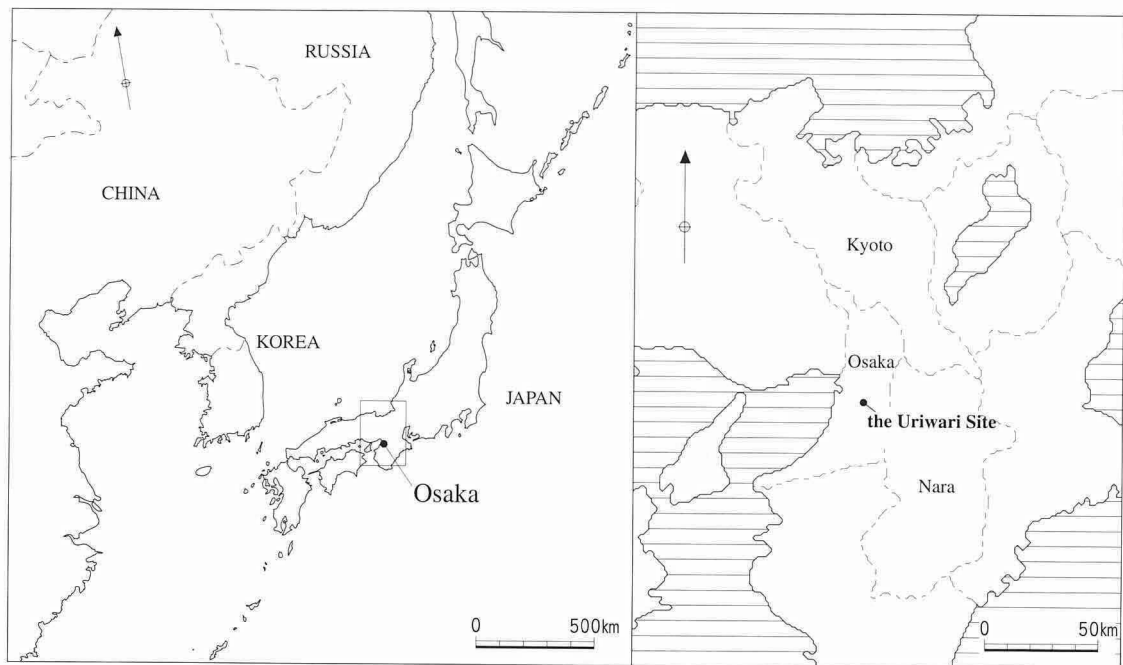 RUSSIA
CHINA
KOREA
JAPAN
Osaka
0 500km
Kyoto
Osaka
the Uriwari Site
Nara
0 50km